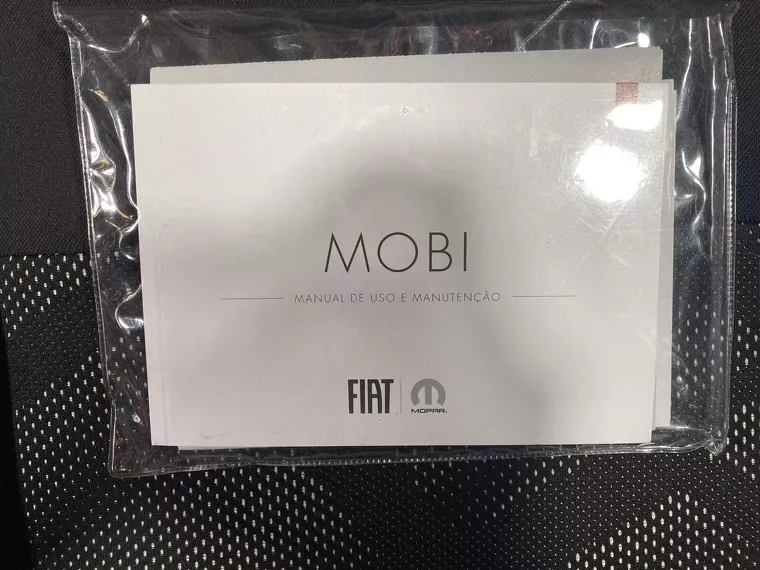 MOBI
MANUAL DE USO E MANUTENÇÃO
FIAT
MOPAR